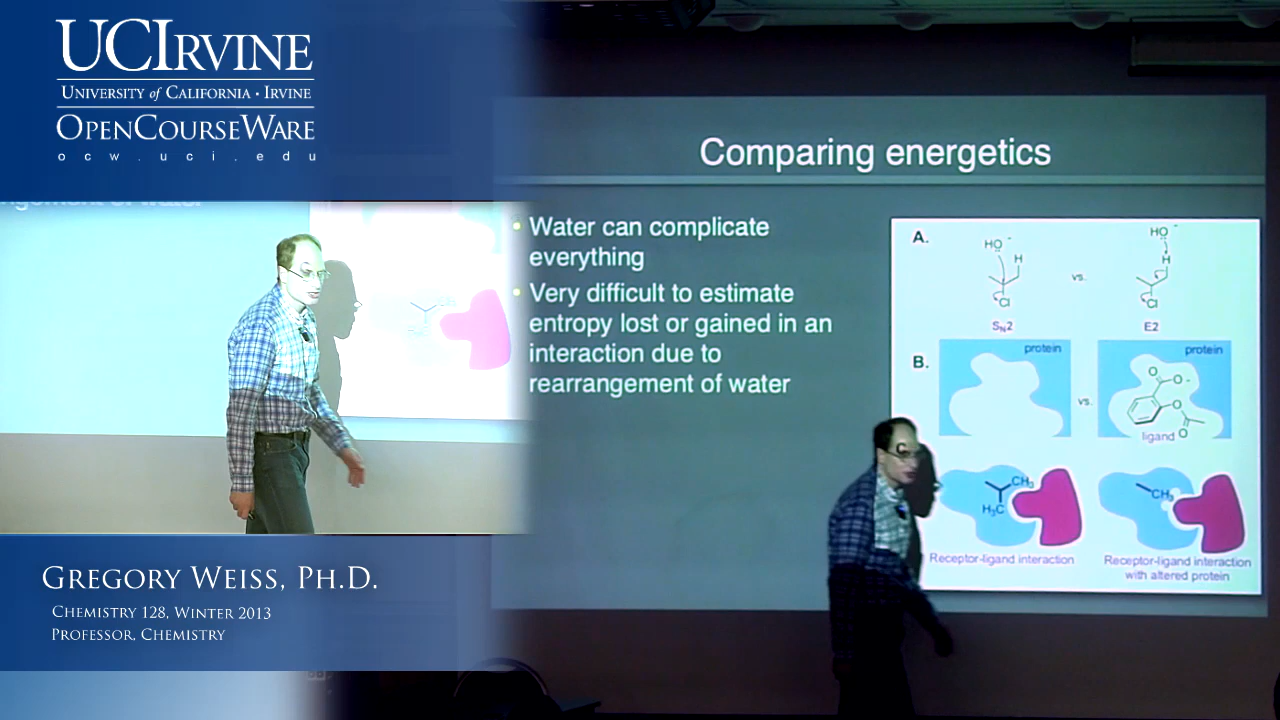 UCIRVINE
UNIVERSITY of CALIFORNIA · IRVINE
OPENCOURSEWARE
ocw.uci.edu
GREGORY WEISS, PH.D.
CHEMISTRY 128, WINTER 2013
PROFESSOR, CHEMISTRY
Comparing energetics
• Water can complicate
everything
• Very difficult to estimate
entropy lost or gained in an
interaction due to
rearrangement of water
A.
HO⁻
H
Cl
SN2
vs.
HO⁻
H
Cl
E2
B.
protein
vs.
protein
O
O⁻
O
O
ligand
CH3
H3C
Receptor-ligand interaction
CH3
Receptor-ligand interaction
with altered protein